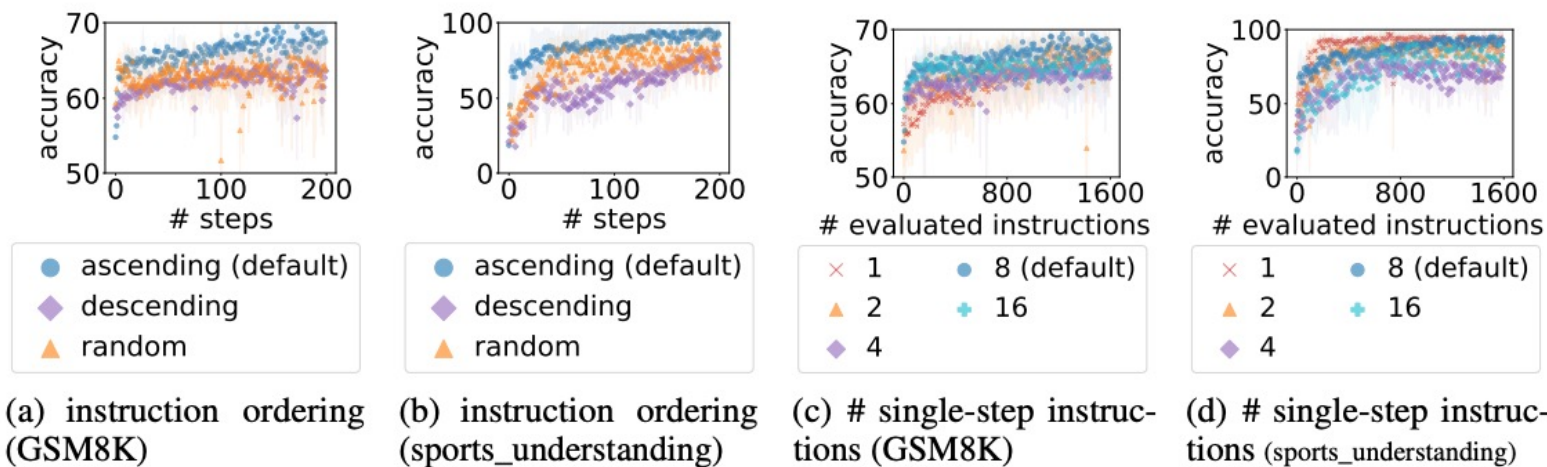 70
60
50
accuracy
0
100
200
# steps
ascending (default)
descending
random
(a) instruction ordering
(GSM8K)
100
50
0
accuracy
0
100
200
# steps
ascending (default)
descending
random
(b) instruction ordering
(sports_understanding)
70
60
50
accuracy
0
800
1600
# evaluated instructions
1
8 (default)
2
16
4
(c) # single-step instruc-
tions (GSM8K)
100
50
0
accuracy
0
800
1600
# evaluated instructions
1
8 (default)
2
16
4
(d) # single-step instruc-
tions (sports_understanding)